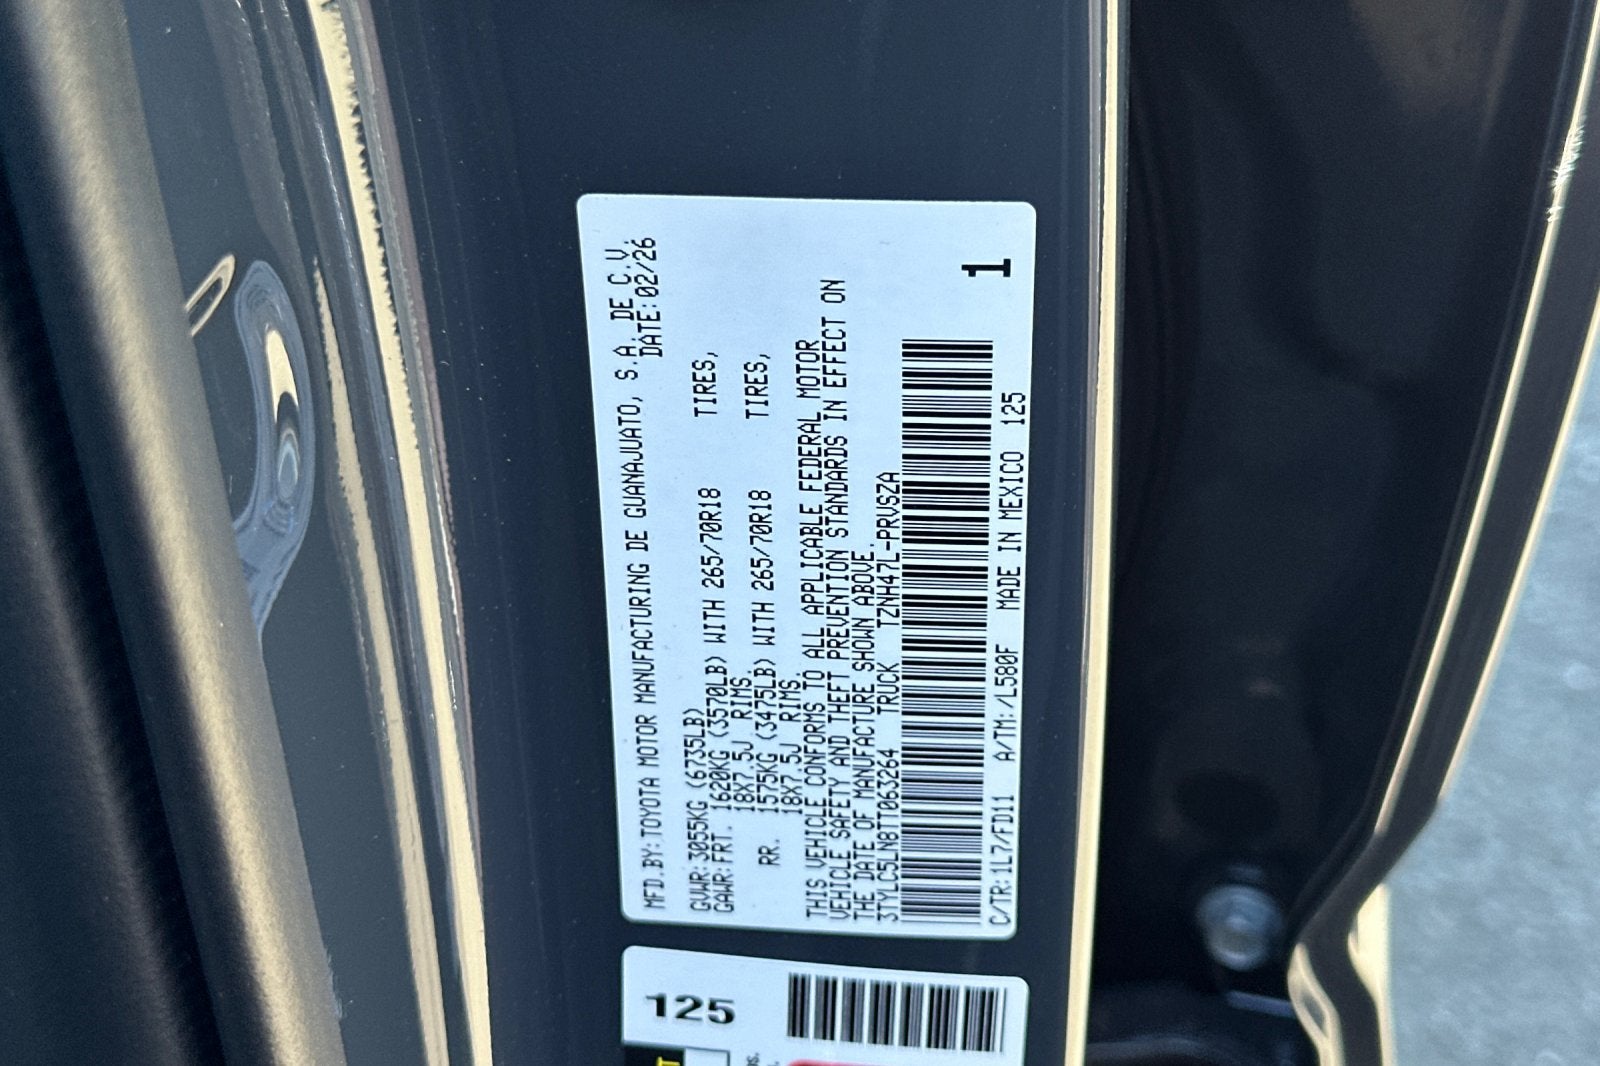 MFD.BY:TOYOTA MOTOR MANUFACTURING DE GUANAJUATO, S.A. DE C.V.
DATE:02/26
GVWR:3055KG (6735LB)
GAWR:FRT. 1620KG (3570LB) WITH 265/70R18 TIRES,
18X7.5J RIMS.
RR. 1575KG (3475LB) WITH 265/70R18 TIRES,
18X7.5J RIMS.
THIS VEHICLE CONFORMS TO ALL APPLICABLE FEDERAL MOTOR
VEHICLE SAFETY AND THEFT PREVENTION STANDARDS IN EFFECT ON
THE DATE OF MANUFACTURE SHOWN ABOVE.
3TYLC5LN8TT063264 TRUCK TZNH47L-PRVSZA
C/TR:1L7/FD11 A/TM:/L580F MADE IN MEXICO 125
1
125